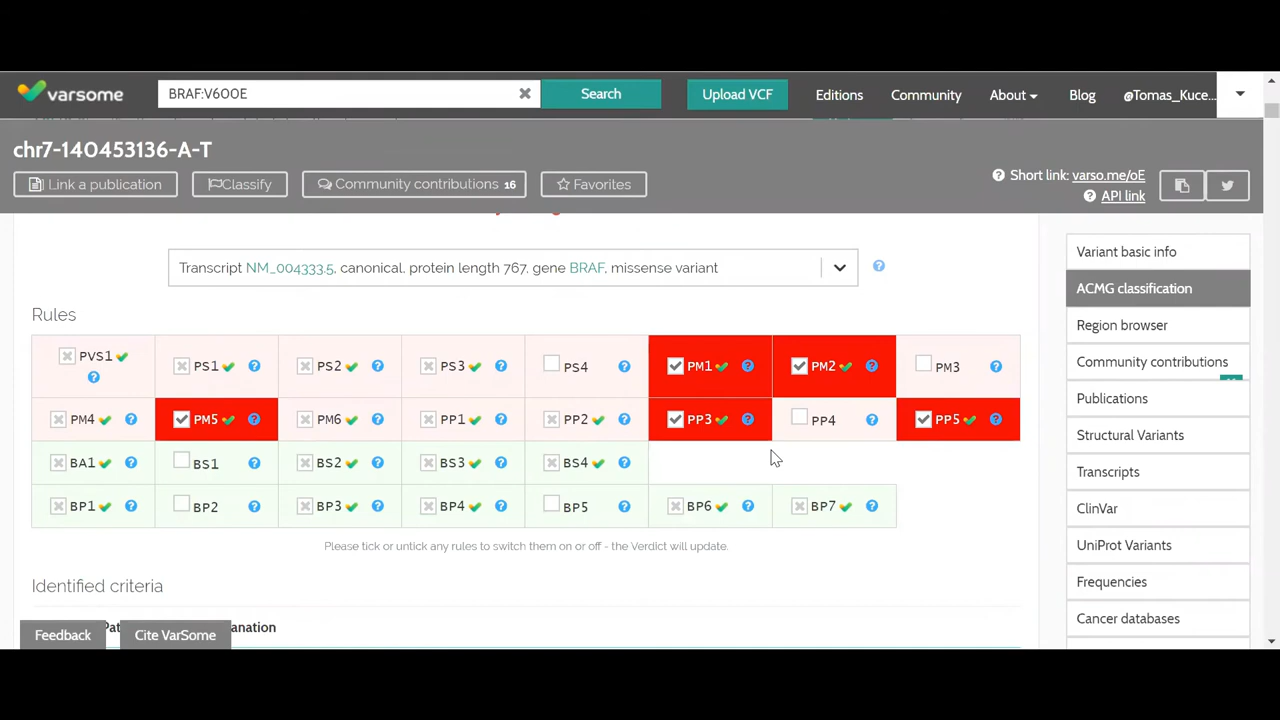 varsome BRAF:V600E Search Upload VCF Editions Community About Blog @Tomas_Kuce...
chr7-140453136-A-T
Link a publication Classify Community contributions 16 Favorites
Short link: varso.me/oE
API link
Transcript NM_004333.5, canonical, protein length 767, gene BRAF, missense variant
Rules
PVS1 PS1 PS2 PS3 PS4 PM1 PM2 PM3
PM4 PM5 PM6 PP1 PP2 PP3 PP4 PP5
BA1 BS1 BS2 BS3 BS4
BP1 BP2 BP3 BP4 BP5 BP6 BP7
Please tick or untick any rules to switch them on or off - the Verdict will update.
Identified criteria
Feedback
Cite VarSome
Variant basic info
ACMG classification
Region browser
Community contributions
Publications
Structural Variants
Transcripts
ClinVar
UniProt Variants
Frequencies
Cancer databases